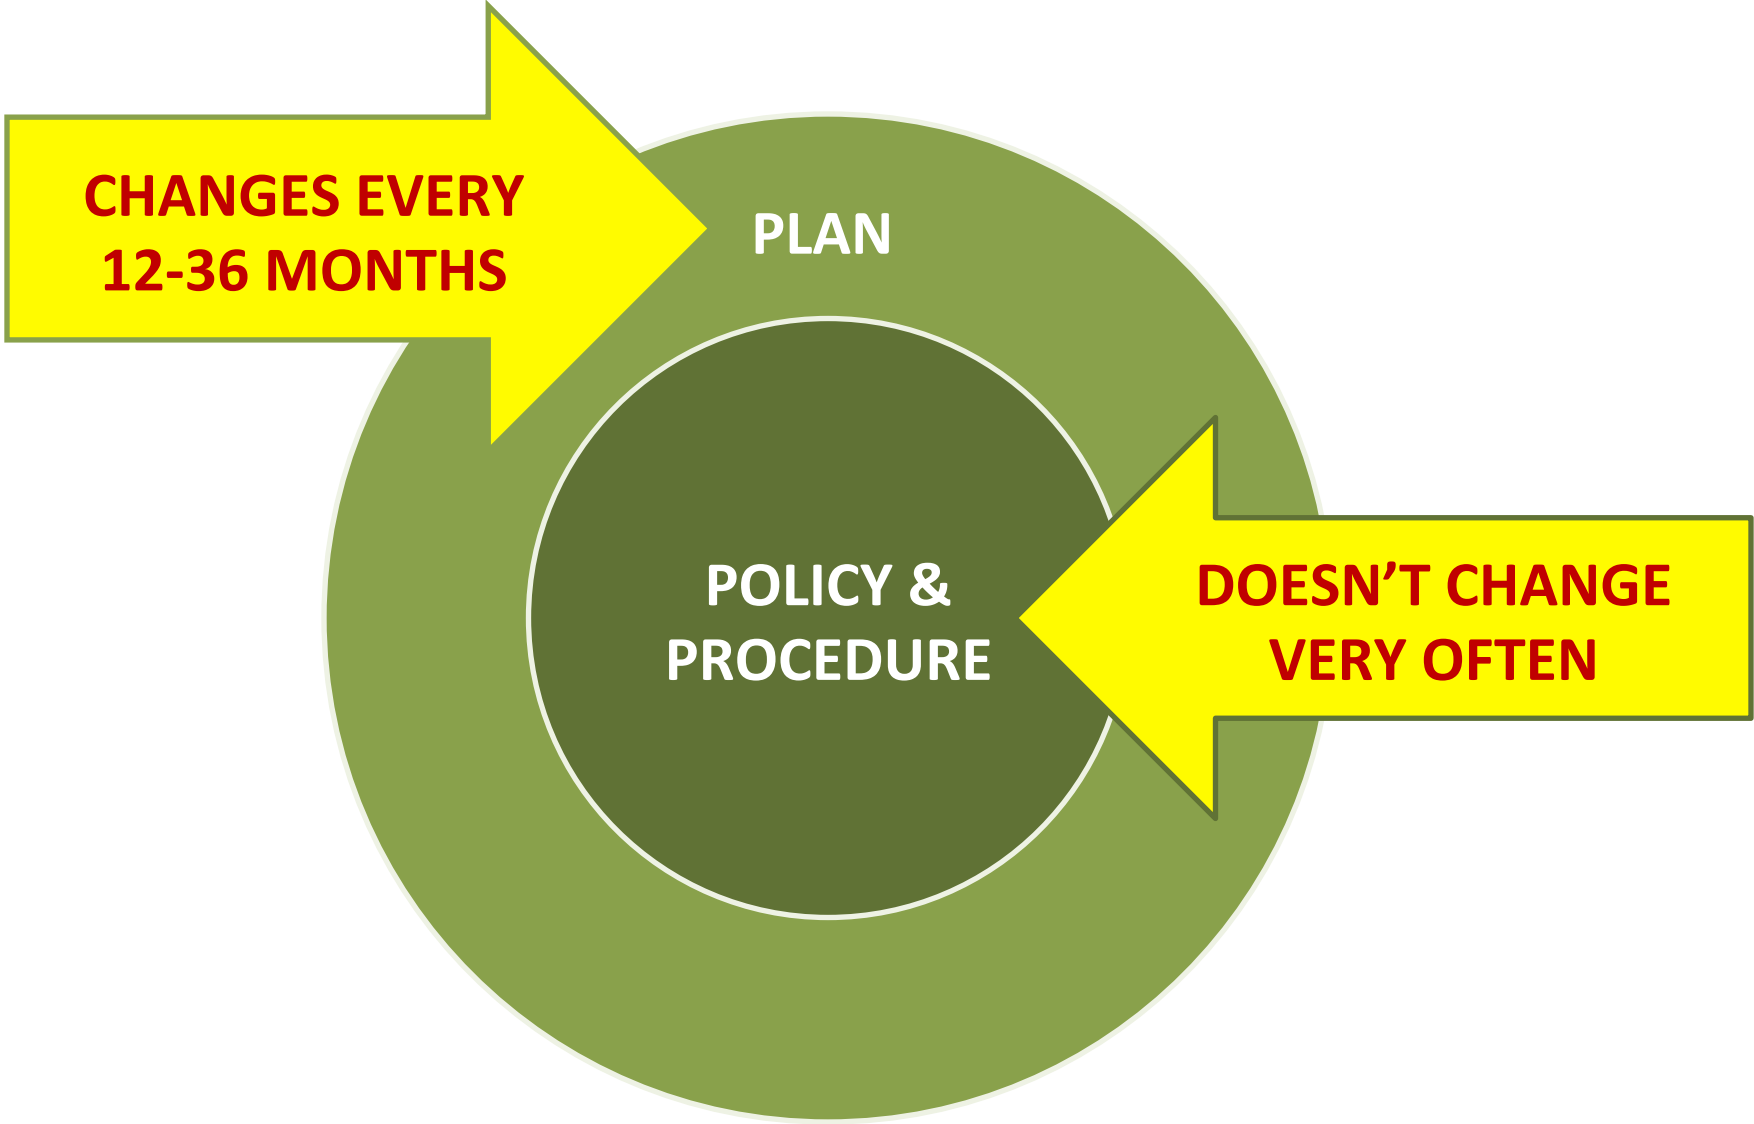 CHANGES EVERY
12-36 MONTHS
PLAN
POLICY &
PROCEDURE
DOESN’T CHANGE
VERY OFTEN